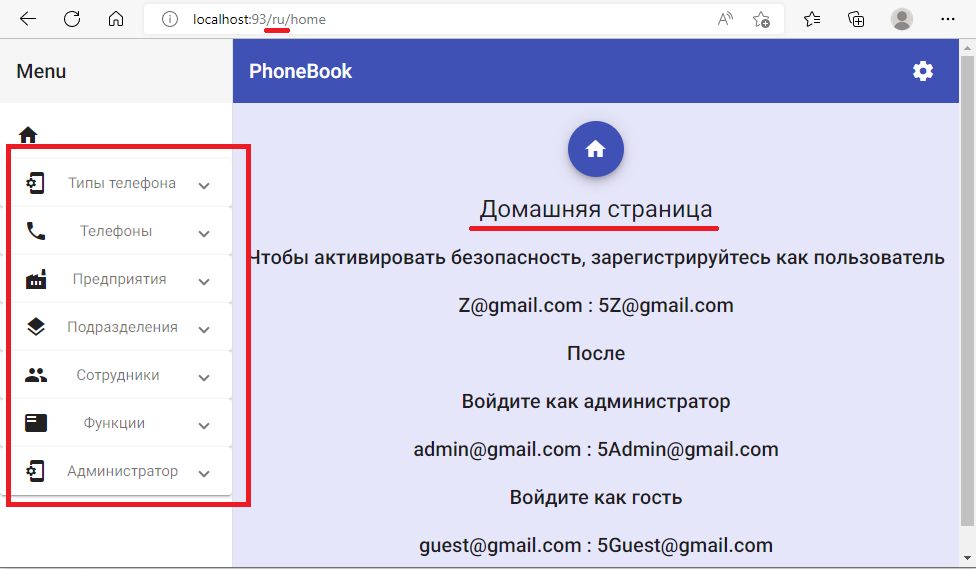 localhost:93/ru/home
Menu
PhoneBook
Типы телефона
Телефоны
Предприятия
Подразделения
Сотрудники
Функции
Администратор
Домашняя страница
Чтобы активировать безопасность, зарегистрируйтесь как пользователь
Z@gmail.com : 5Z@gmail.com
После
Войдите как администратор
admin@gmail.com : 5Admin@gmail.com
Войдите как гость
guest@gmail.com : 5Guest@gmail.com